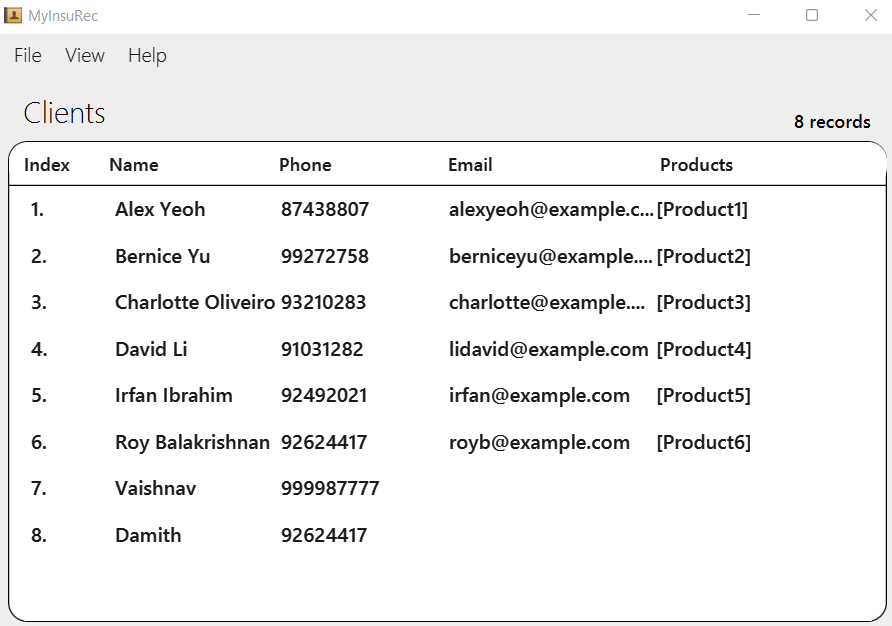 MyInsuRec
File View Help
Clients
8 records
Index Name Phone Email Products
1. Alex Yeoh 87438807 alexyeoh@example.c... [Product1]
2. Bernice Yu 99272758 berniceyu@example.... [Product2]
3. Charlotte Oliveiro 93210283 charlotte@example.... [Product3]
4. David Li 91031282 lidavid@example.com [Product4]
5. Irfan Ibrahim 92492021 irfan@example.com [Product5]
6. Roy Balakrishnan 92624417 royb@example.com [Product6]
7. Vaishnav 999987777
8. Damith 92624417